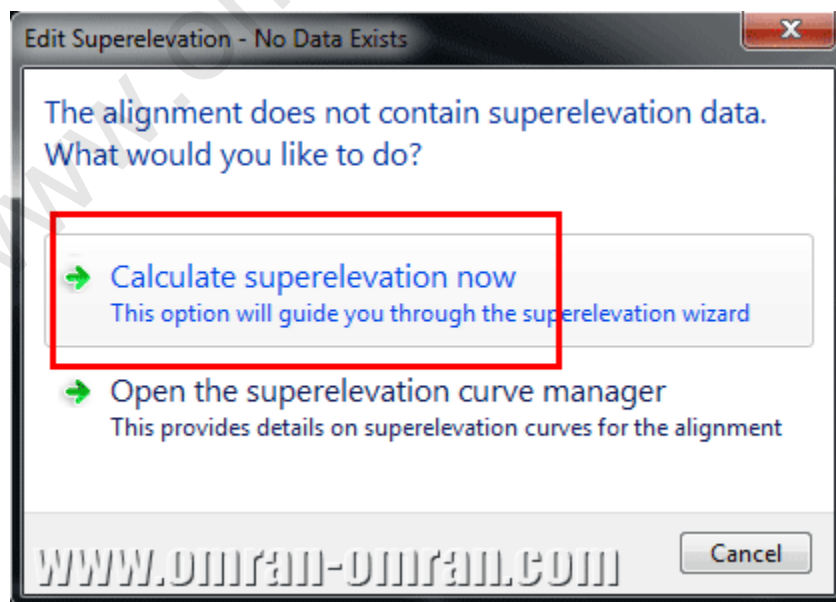 Edit Superelevation - No Data Exists
The alignment does not contain superelevation data.
What would you like to do?
Calculate superelevation now
This option will guide you through the superelevation wizard
Open the superelevation curve manager
This provides details on superelevation curves for the alignment
www.omran-omran.com
Cancel